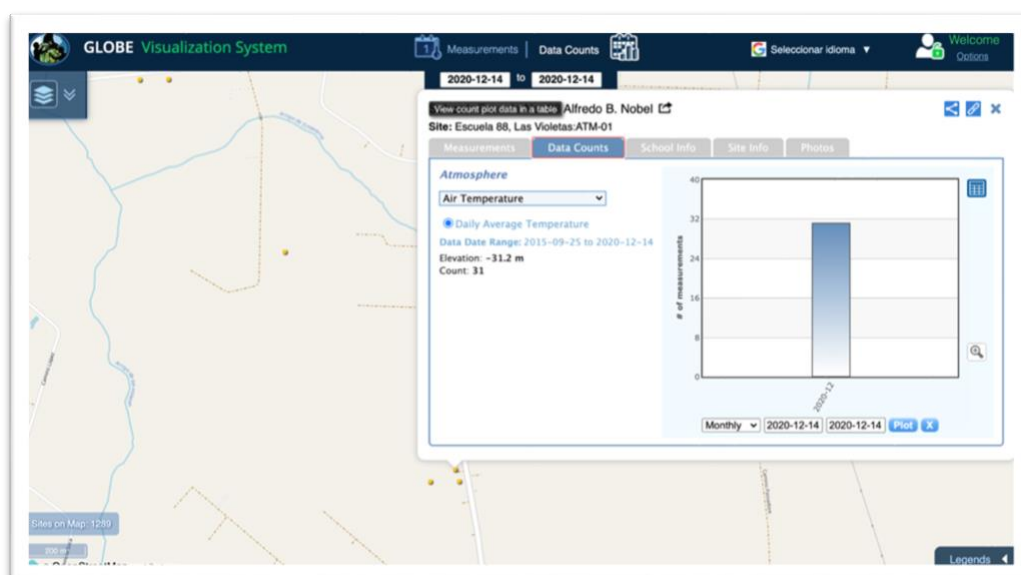 GLOBE Visualization System
1 Measurements | Data Counts
Seleccionar idioma ▼
Welcome
Options
2020-12-14 to 2020-12-14
View count plot data in a table Alfredo B. Nobel
Site: Escuela 88, Las Violetas:ATM-01
Measurements Data Counts School Info Site Info Photos
Atmosphere
Air Temperature
Daily Average Temperature
Data Date Range: 2015-09-25 to 2020-12-14
Elevation: -31.2 m
Count: 31
# of measurements
40
32
24
16
8
0
2020-12
Monthly 2020-12-14 2020-12-14 Plot X
Sites on Map: 1289
200 m
OpenStreetMap
Legends